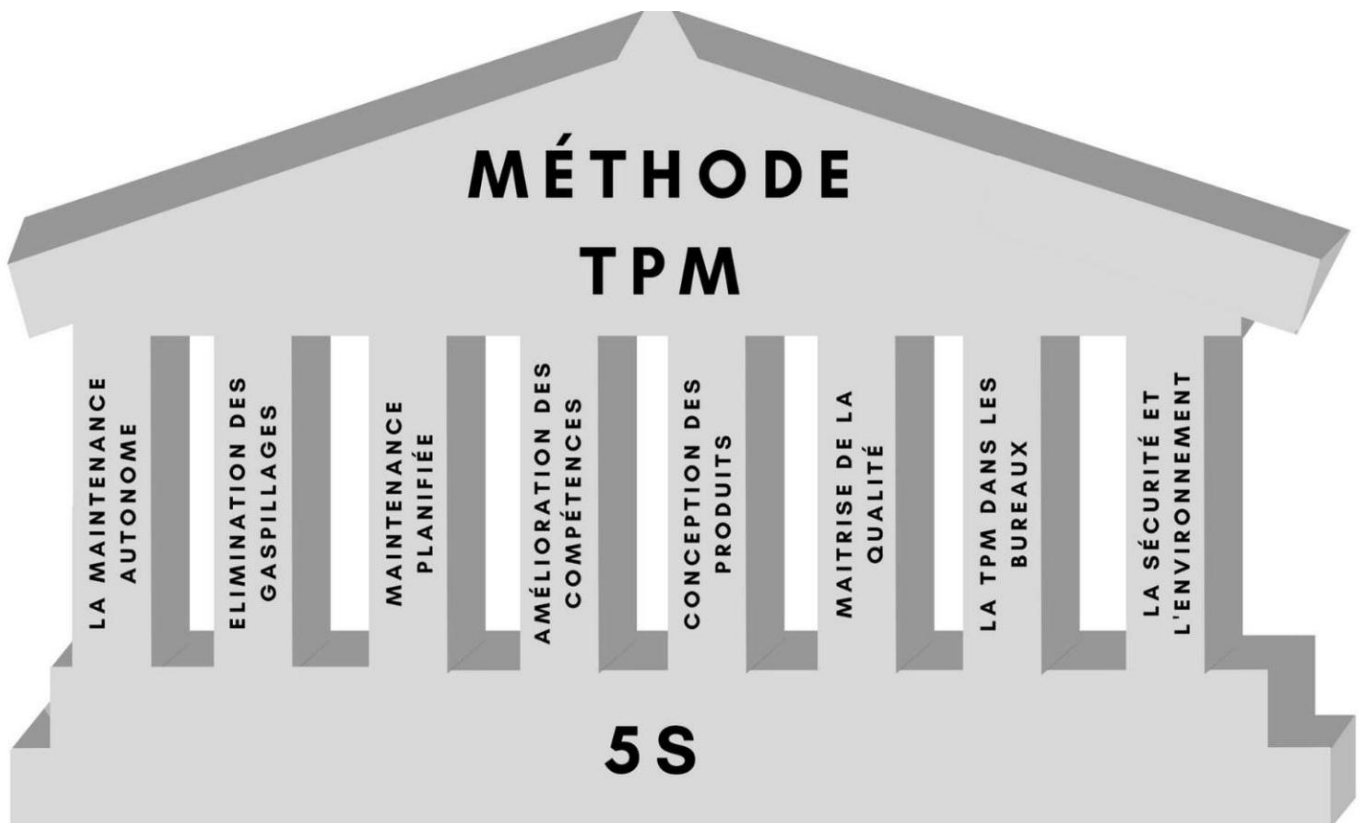 MÉTHODE
TPM
LA MAINTENANCE
AUTONOME
ELIMINATION DES
GASPILLAGES
MAINTENANCE
PLANIFIÉE
AMÉLIORATION DES
COMPÉTENCES
CONCEPTION DES
PRODUITS
MAITRISE DE LA
QUALITÉ
LA TPM DANS LES
BUREAUX
LA SÉCURITÉ ET
L'ENVIRONNEMENT
5S